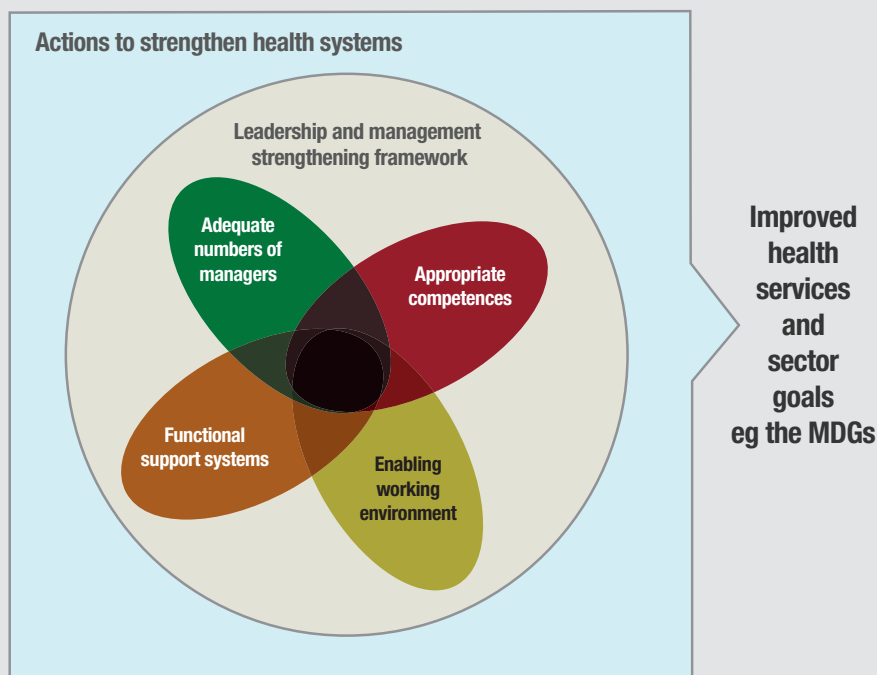 Actions to strengthen health systems
Leadership and management
strengthening framework
Adequate
numbers of
managers
Appropriate
competences
Functional
support systems
Enabling
working
environment
Improved
health
services
and
sector
goals
eg the MDGs